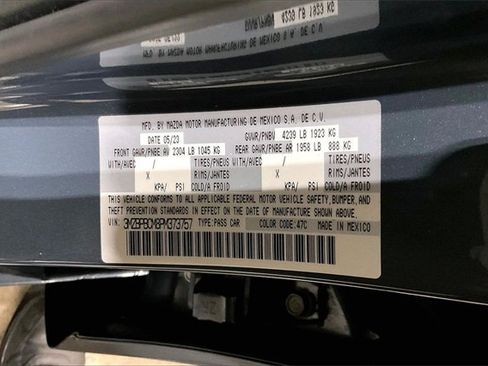 MFD. BY MAZDA MOTOR MANUFACTURING DE MEXICO S.A. DE C.V.
DATE 05/23 GVWR/PNBV 4239 LB 1923 KG
FRONT GAWR/PNBE AV 2304 LB 1045 KG REAR GAWR/PNBE AR 1958 LB 888 KG
WITH/AVEC / TIRES/PNEUS WITH/AVEC / TIRES/PNEUS
X RIMS/JANTES X RIMS/JANTES
KPA/ PSI COLD/A FROID KPA/ PSI COLD/A FROID
THIS VEHICLE CONFORMS TO ALL APPLICABLE FEDERAL MOTOR VEHICLE SAFETY, BUMPER, AND
THEFT PREVENTION STANDARDS IN EFFECT ON THE DATE OF MANUFACTURE SHOWN ABOVE.
VIN: TYPE: PASS CAR COLOR CODE: 47C
MADE IN MEXICO